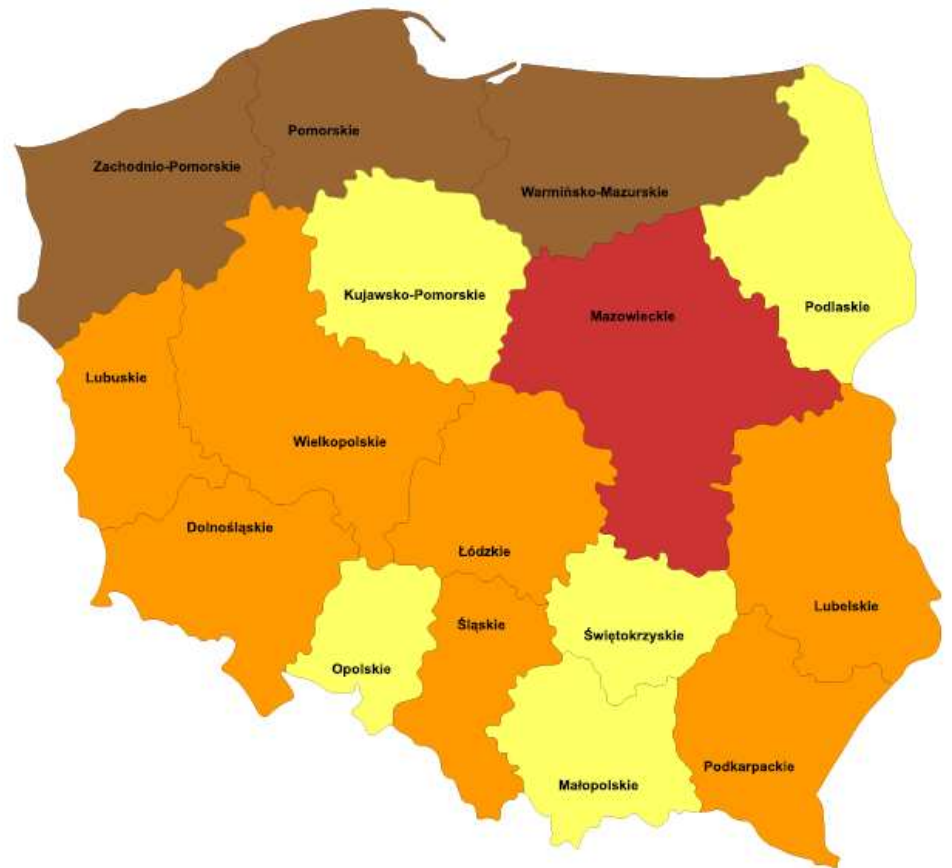 Pomorskie
Zachodnio-Pomorskie
Warmińsko-Mazurskie
Kujawsko-Pomorskie
Podlaskie
Mazowieckie
Lubuskie
Wielkopolskie
Dolnośląskie
Łódzkie
Lubelskie
Śląskie
Świętokrzyskie
Opolskie
Podkarpackie
Małopolskie